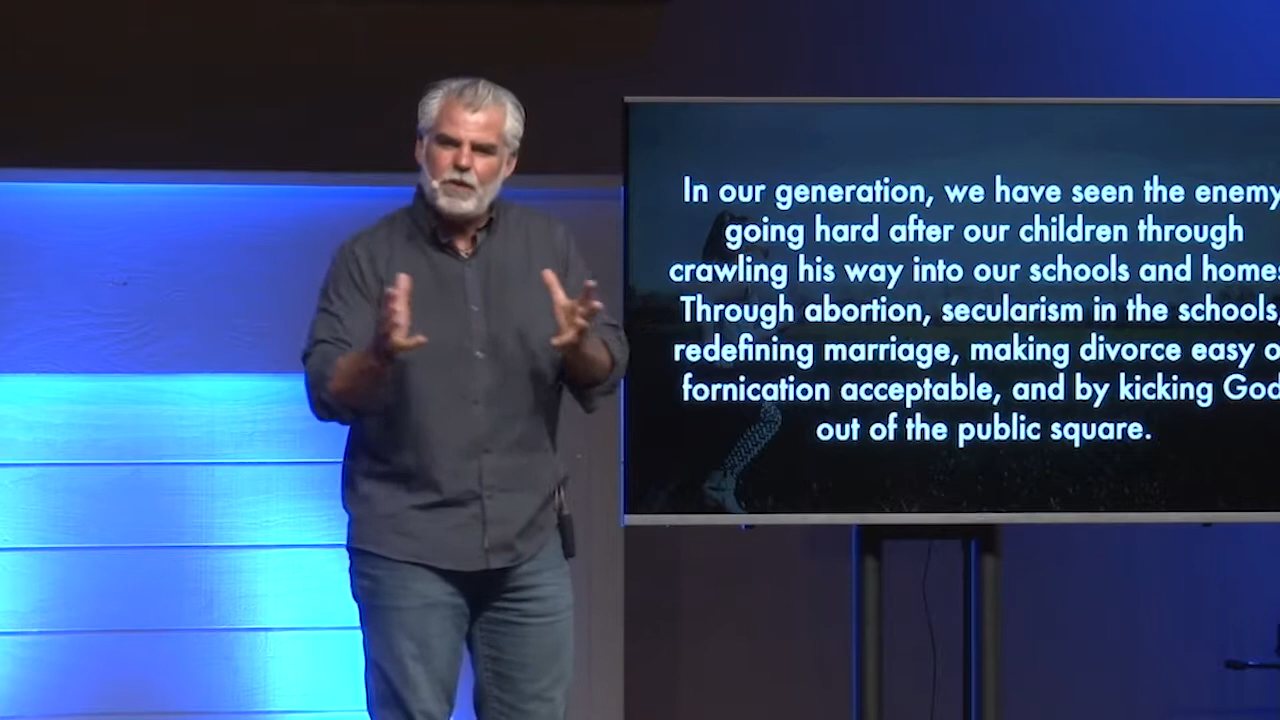 In our generation, we have seen the enemy
going hard after our children through
crawling his way into our schools and homes
Through abortion, secularism in the schools,
redefining marriage, making divorce easy o
fornication acceptable, and by kicking God
out of the public square.